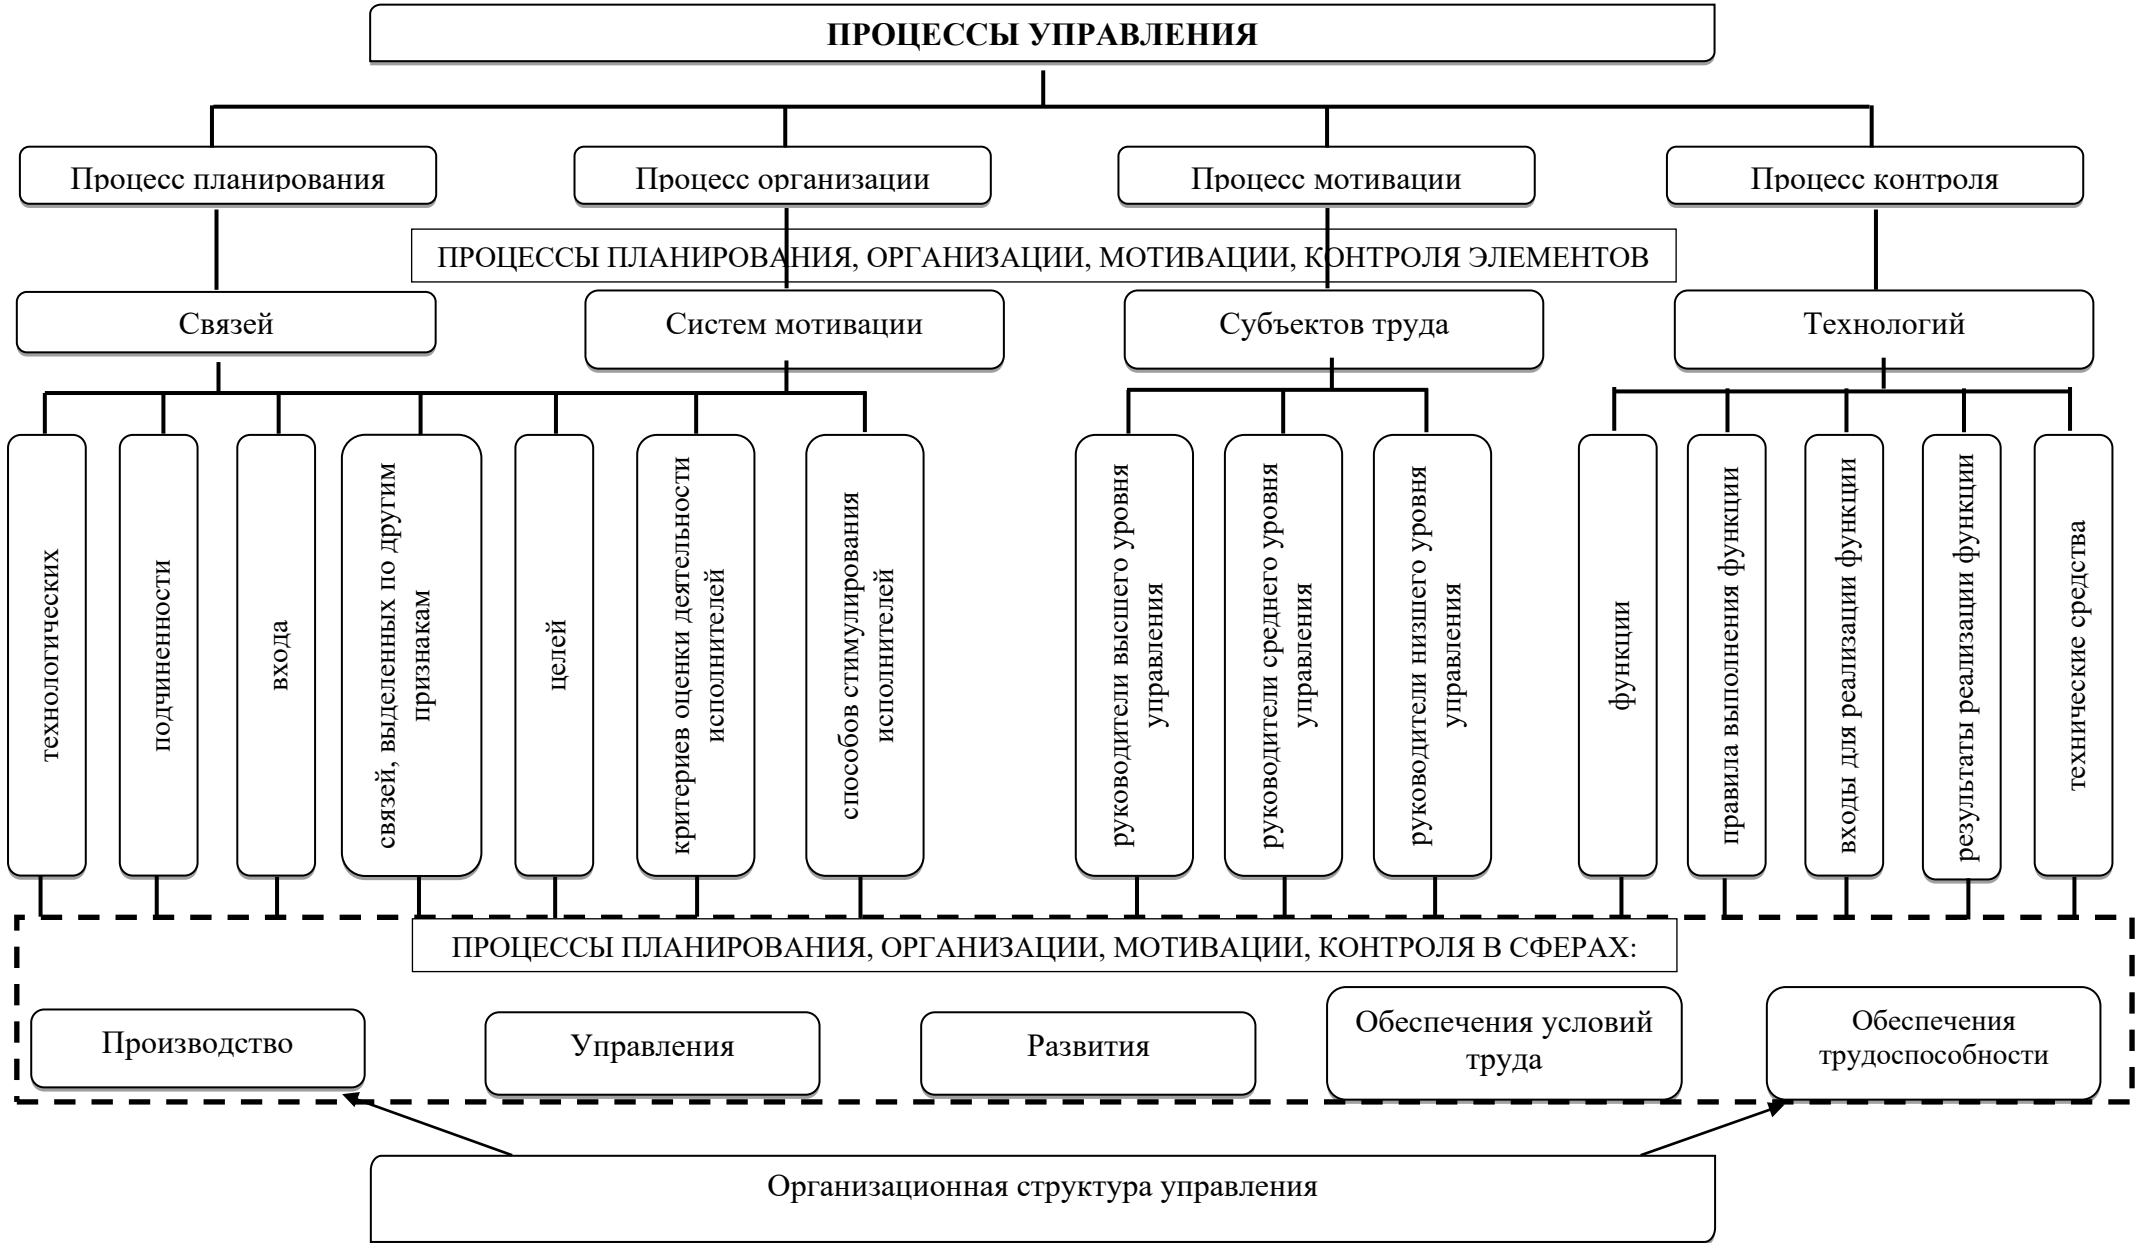 ПРОЦЕССЫ УПРАВЛЕНИЯ
Процесс планирования
Процесс организации
Процесс мотивации
Процесс контроля
ПРОЦЕССЫ ПЛАНИРОВАНИЯ, ОРГАНИЗАЦИИ, МОТИВАЦИИ, КОНТРОЛЯ ЭЛЕМЕНТОВ
Связей
Систем мотивации
Субъектов труда
Технологий
технологических
подчиненности
входа
связей, выделенных по другим
признакам
целей
критериев оценки деятельности
исполнителей
способов стимулирования
исполнителей
руководители высшего уровня
управления
руководители среднего уровня
управления
руководители низшего уровня
управления
функции
правила выполнения функции
входы для реализации функции
результаты реализации функции
технические средства
ПРОЦЕССЫ ПЛАНИРОВАНИЯ, ОРГАНИЗАЦИИ, МОТИВАЦИИ, КОНТРОЛЯ В СФЕРАХ:
Производство
Управления
Развития
Обеспечения условий
труда
Обеспечения
трудоспособности
Организационная структура управления